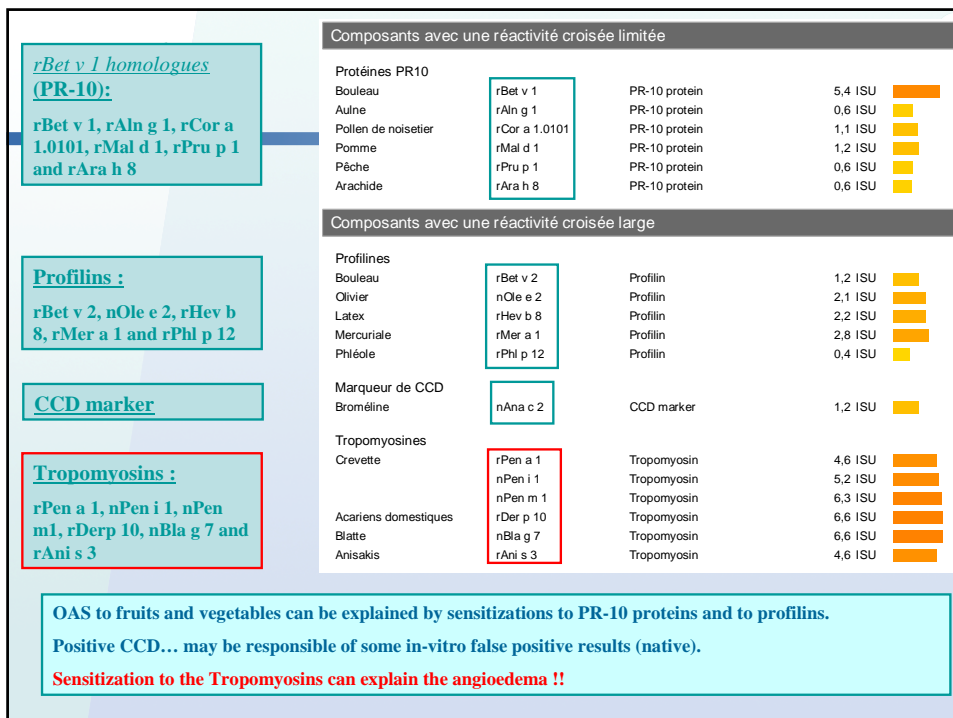 rBet v 1 homologues
(PR-10):
rBet v 1, rAln g 1, rCor a
1.0101, rMal d 1, rPru p 1
and rAra h 8
Profilins :
rBet v 2, nOle e 2, rHev b
8, rMer a 1 and rPhl p 12
CCD marker
Tropomyosins :
rPen a 1, nPen i 1, nPen
m1, rDerp 10, nBla g 7 and
rAni s 3
Composants avec une réactivité croisée limitée
Protéines PR10
Bouleau rBet v 1 PR-10 protein 5,4 ISU
Aulne rAln g 1 PR-10 protein 0,6 ISU
Pollen de noisetier rCor a 1.0101 PR-10 protein 1,1 ISU
Pomme rMal d 1 PR-10 protein 1,2 ISU
Pêche rPru p 1 PR-10 protein 0,6 ISU
Arachide rAra h 8 PR-10 protein 0,6 ISU
Composants avec une réactivité croisée large
Profilines
Bouleau rBet v 2 Profilin 1,2 ISU
Olivier nOle e 2 Profilin 2,1 ISU
Latex rHev b 8 Profilin 2,2 ISU
Mercuriale rMer a 1 Profilin 2,8 ISU
Phléole rPhl p 12 Profilin 0,4 ISU
Marqueur de CCD
Broméline nAna c 2 CCD marker 1,2 ISU
Tropomyosines
Crevette rPen a 1 Tropomyosin 4,6 ISU
nPen i 1 Tropomyosin 5,2 ISU
nPen m 1 Tropomyosin 6,3 ISU
Acariens domestiques rDer p 10 Tropomyosin 6,6 ISU
Blatte nBla g 7 Tropomyosin 6,6 ISU
Anisakis rAni s 3 Tropomyosin 4,6 ISU
OAS to fruits and vegetables can be explained by sensitizations to PR-10 proteins and to profilins.
Positive CCD… may be responsible of some in-vitro false positive results (native).
Sensitization to the Tropomyosins can explain the angioedema !!